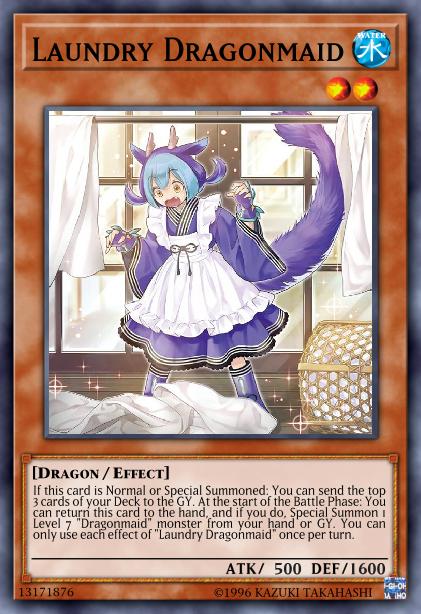 LAUNDRY DRAGONMAID
WATER
水
[DRAGON / EFFECT]
If this card is Normal or Special Summoned: You can send the top
3 cards of your Deck to the GY. At the start of the Battle Phase: You
can return this card to the hand, and if you do, Special Summon 1
Level 7 "Dragonmaid" monster from your hand or GY. You can
only use each effect of "Laundry Dragonmaid" once per turn.
ATK/ 500 DEF/1600
13171876
©1996 KAZUKI TAKAHASHI